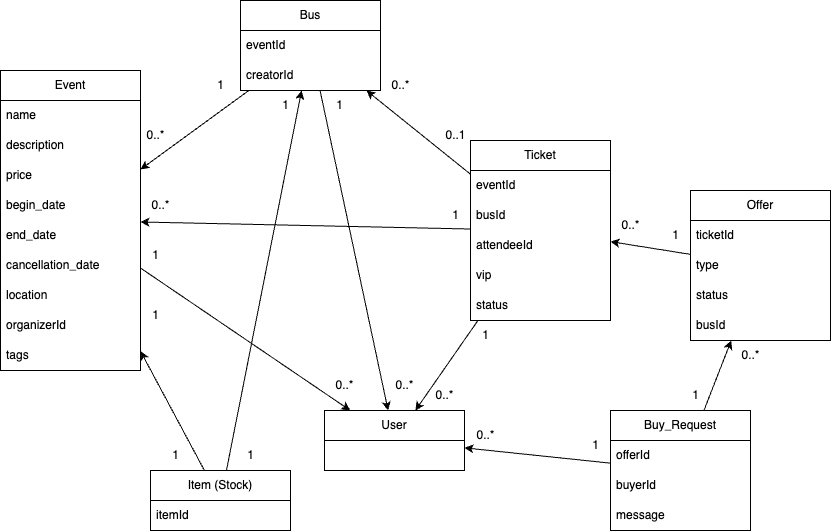 Bus
eventId
creatorId
Event
name
description
price
begin_date
end_date
cancellation_date
location
organizerId
tags
Ticket
eventId
busId
attendeeId
vip
status
Offer
ticketId
type
status
busId
User
Buy_Request
offerId
buyerId
message
Item (Stock)
itemId
1
0..*
1
1
0..*
0..1
0..*
1
0..*
1
1
1
0..*
0..*
0..*
1
0..*
1
0..*
1
1
1